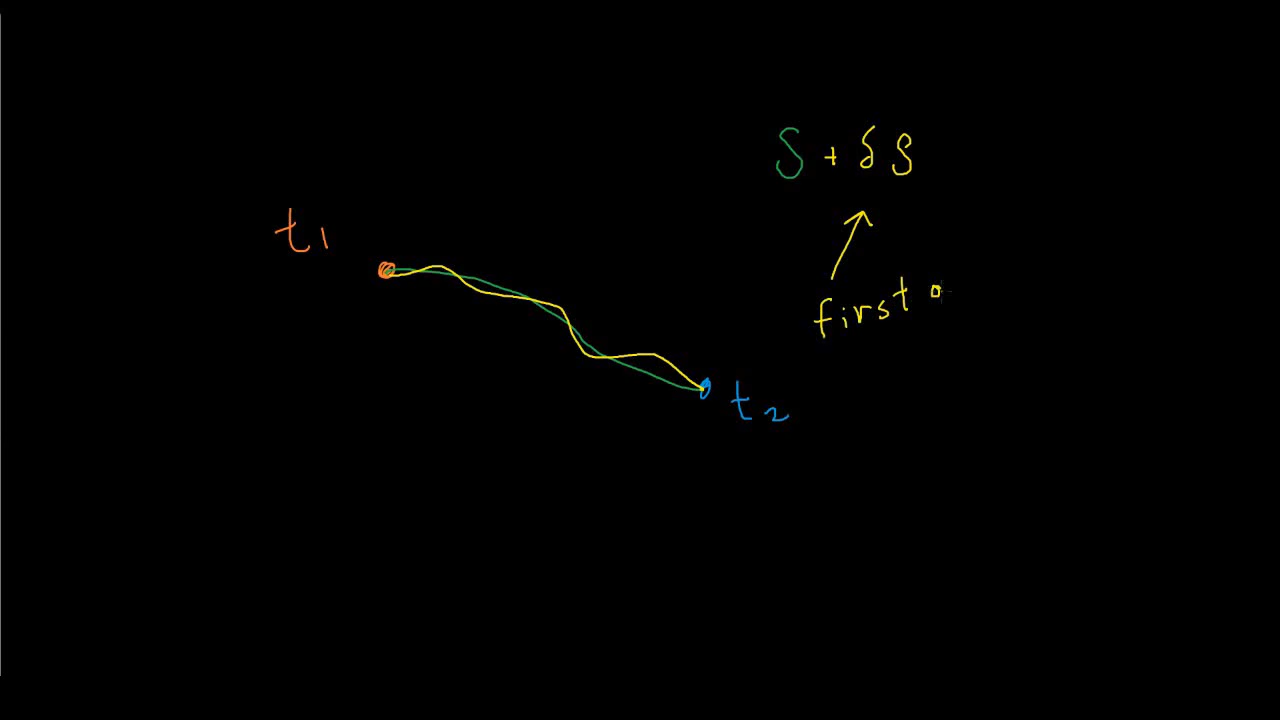 S + δS
t1
first o
t2